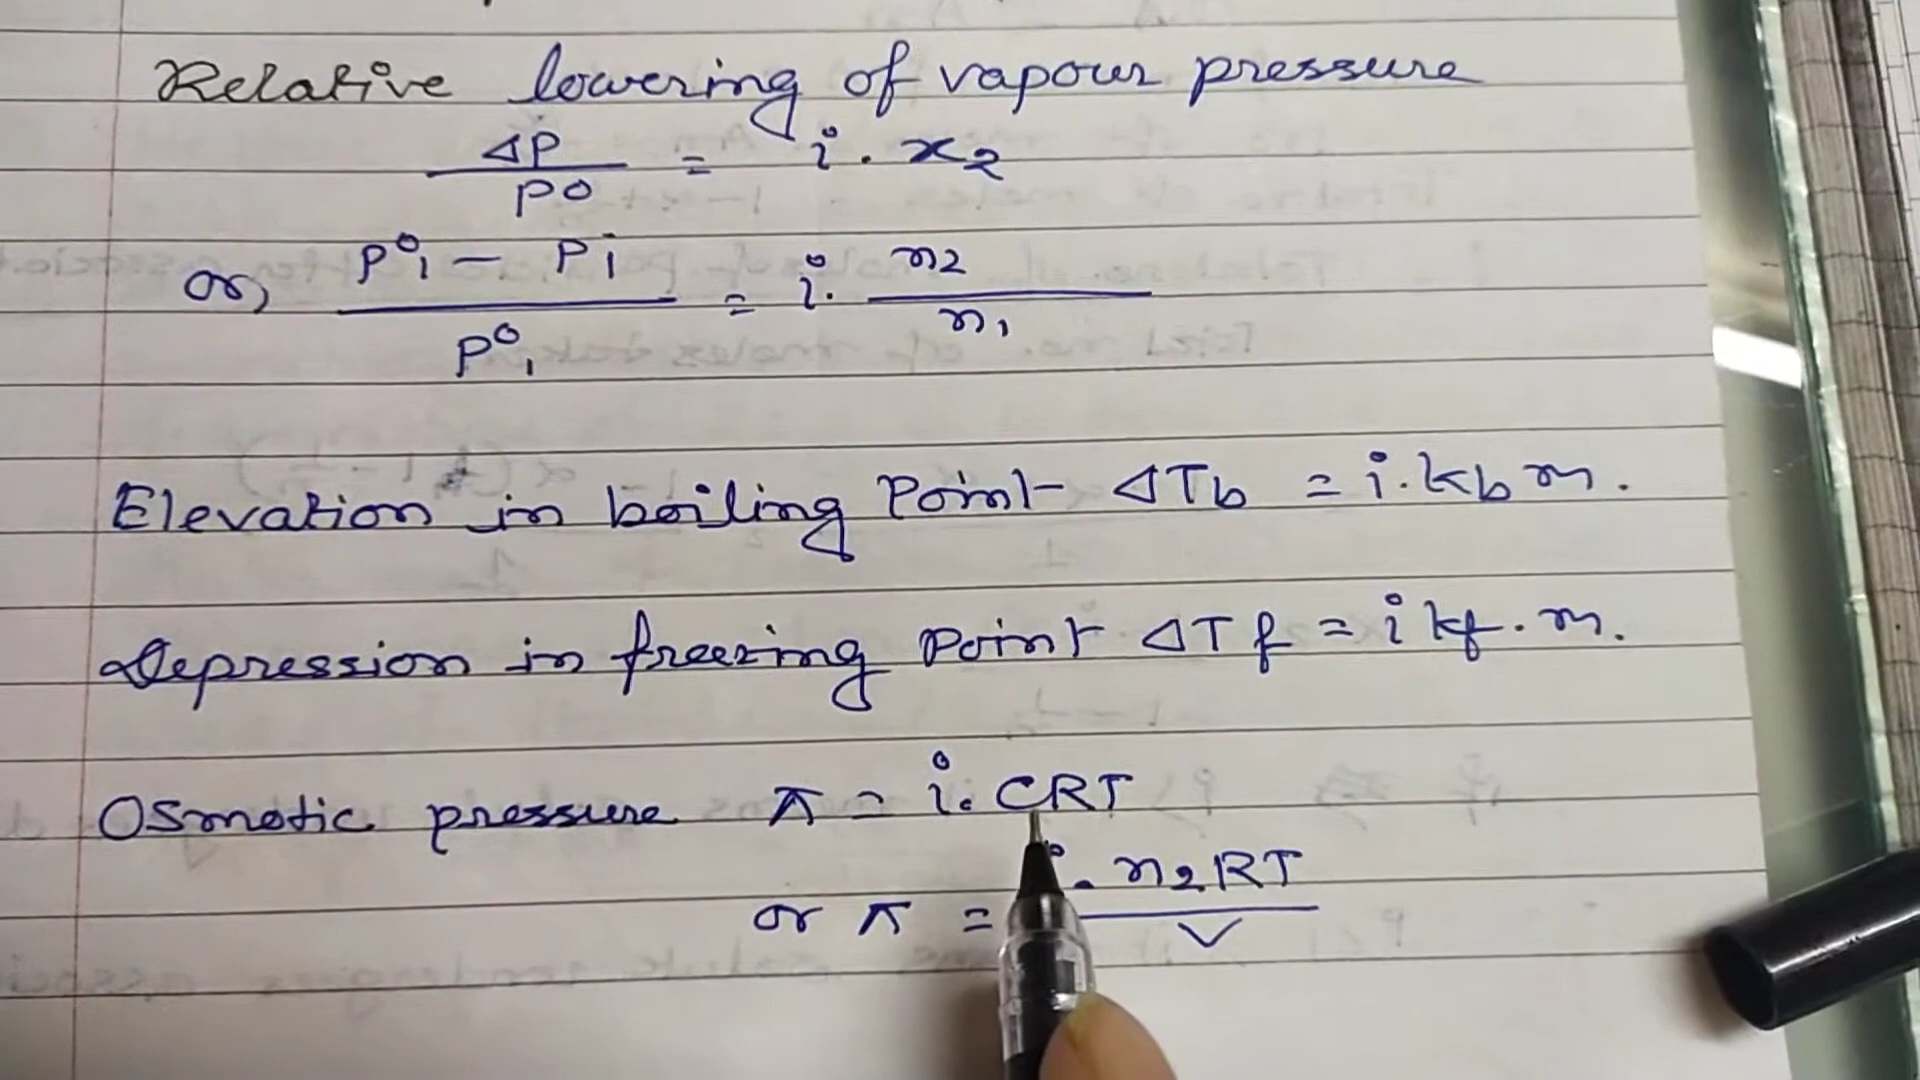 Relative lowering of vapour pressure
ΔP / P° = i . x₂
or, P°₁ − P₁ / P°₁ = i . n₂ / n₁
Elevation in boiling Point - ΔTb = i . kb m .
Depression in freezing Point ΔTf = i kf . m .
Osmotic pressure π = i . CRT
or π = . n₂RT / V